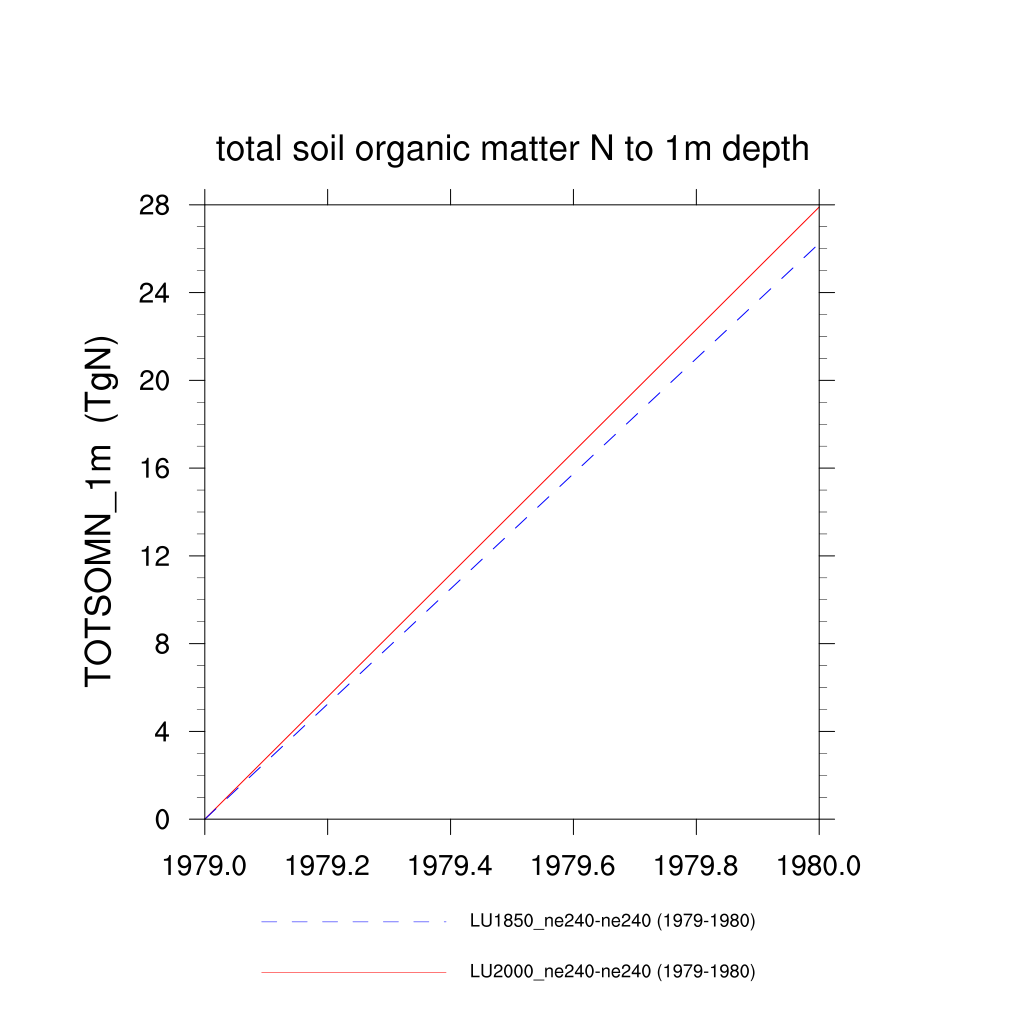 total soil organic matter N to 1m depth
TOTSOMN_1m (TgN)
28
24
20
16
12
8
4
0
1979.0 1979.2 1979.4 1979.6 1979.8 1980.0
LU1850_ne240-ne240 (1979-1980)
LU2000_ne240-ne240 (1979-1980)